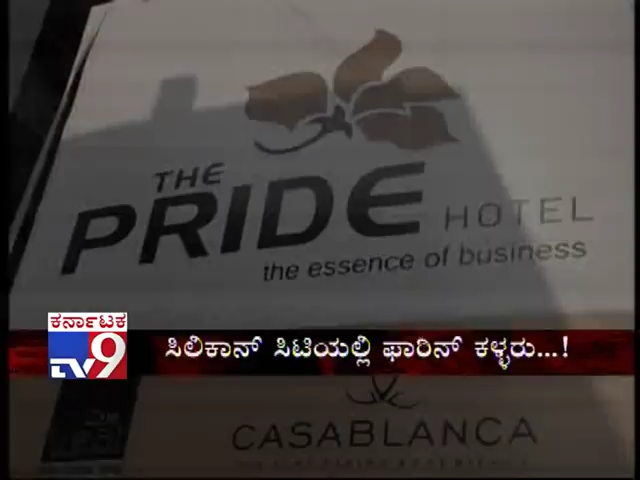 THE
PRIDE HOTEL
the essence of business
ಕರ್ನಾಟಕ
TV9
ಸಿಲಿಕಾನ್ ಸಿಟಿಯಲ್ಲಿ ಫಾರಿನ್ ಕಳ್ಳರು...!
CASABLANCA